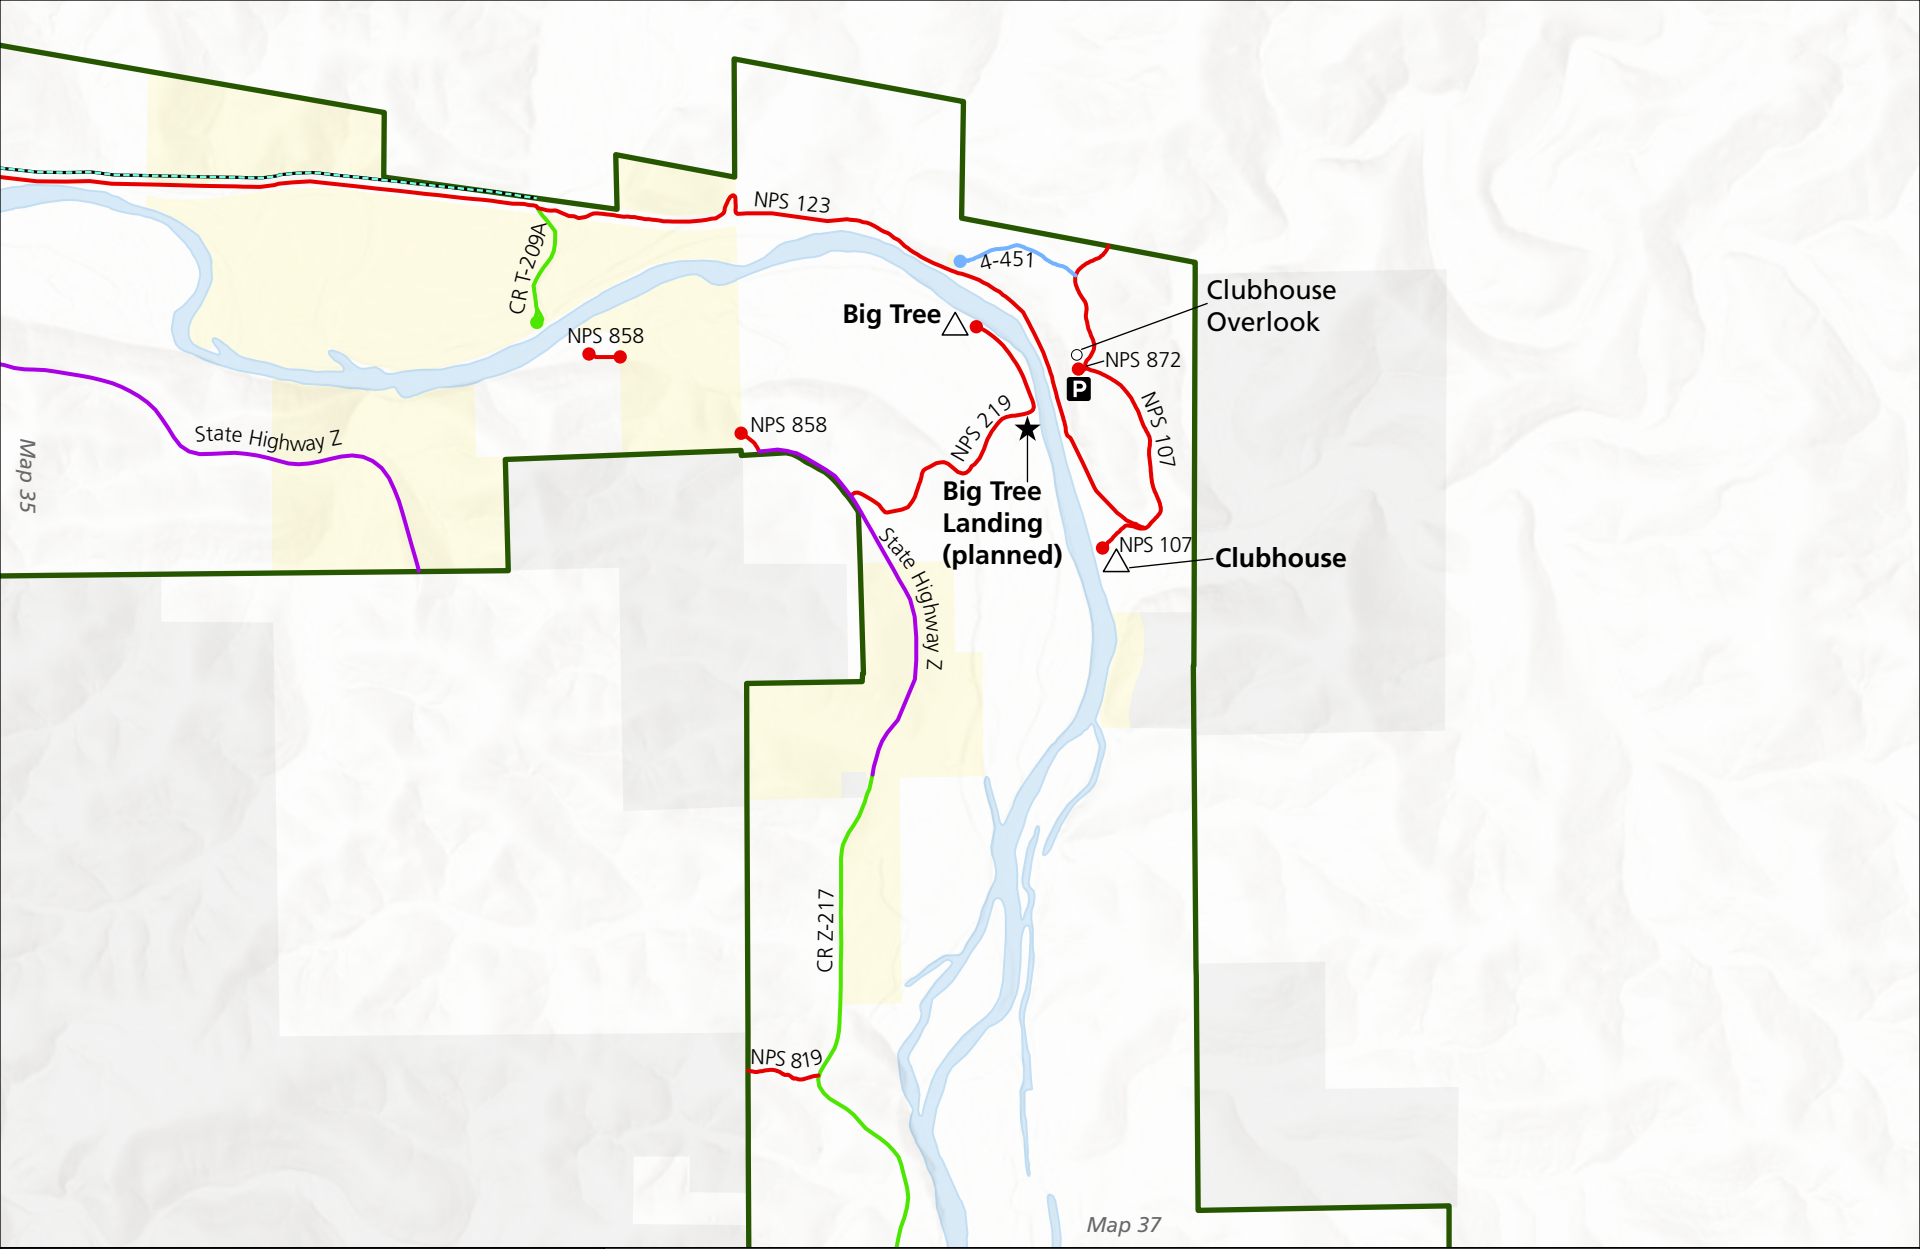 NPS 123
CR T-209A
4-451
Clubhouse
Overlook
Big Tree
NPS 858
NPS 872
P
NPS 107
NPS 219
NPS 858
State Highway Z
Map 35
Big Tree
Landing
(planned)
NPS 107
Clubhouse
State Highway Z
CR Z-217
NPS 819
Map 37